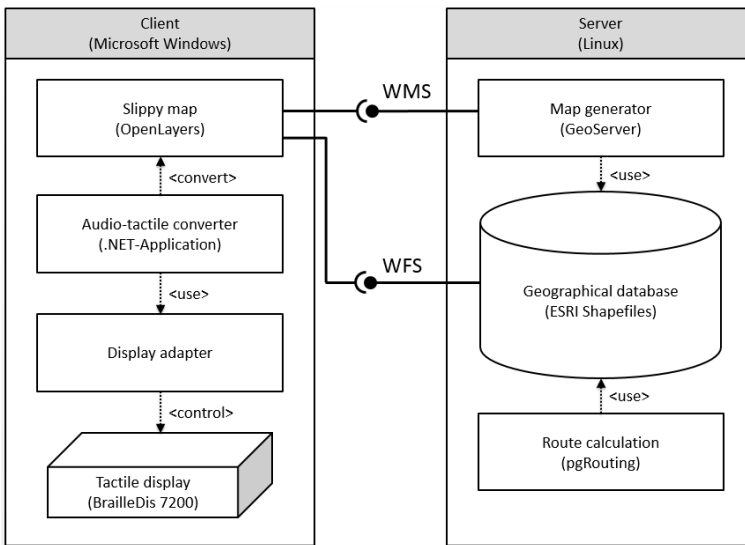 Client
(Microsoft Windows)
Slippy map
(OpenLayers)
<convert>
Audio-tactile converter
(.NET-Application)
<use>
Display adapter
<control>
Tactile display
(BrailleDis 7200)
WMS
WFS
Server
(Linux)
Map generator
(GeoServer)
<use>
Geographical database
(ESRI Shapefiles)
<use>
Route calculation
(pgRouting)